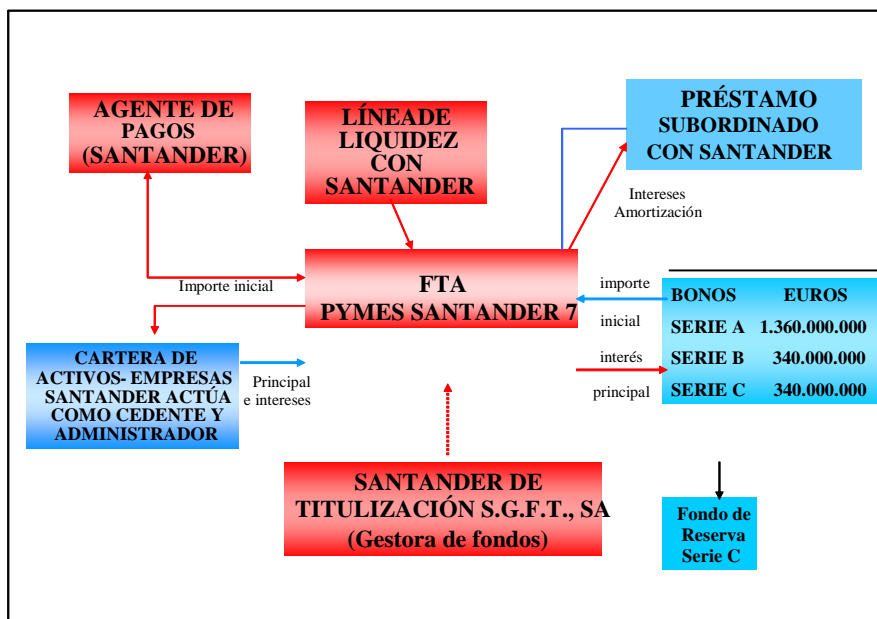 AGENTE DE
PAGOS
(SANTANDER)
LÍNEADE
LIQUIDEZ
CON
SANTANDER
PRÉSTAMO
SUBORDINADO
CON SANTANDER
Intereses
Amortización
Importe inicial
FTA
PYMES SANTANDER 7
importe
inicial
interés
principal
BONOS EUROS
SERIE A 1.360.000.000
SERIE B 340.000.000
SERIE C 340.000.000
CARTERA DE
ACTIVOS- EMPRESAS
SANTANDER ACTÚA
COMO CEDENTE Y
ADMINISTRADOR
Principal
e intereses
SANTANDER DE
TITULIZACIÓN S.G.F.T., SA
(Gestora de fondos)
Fondo de
Reserva
Serie C